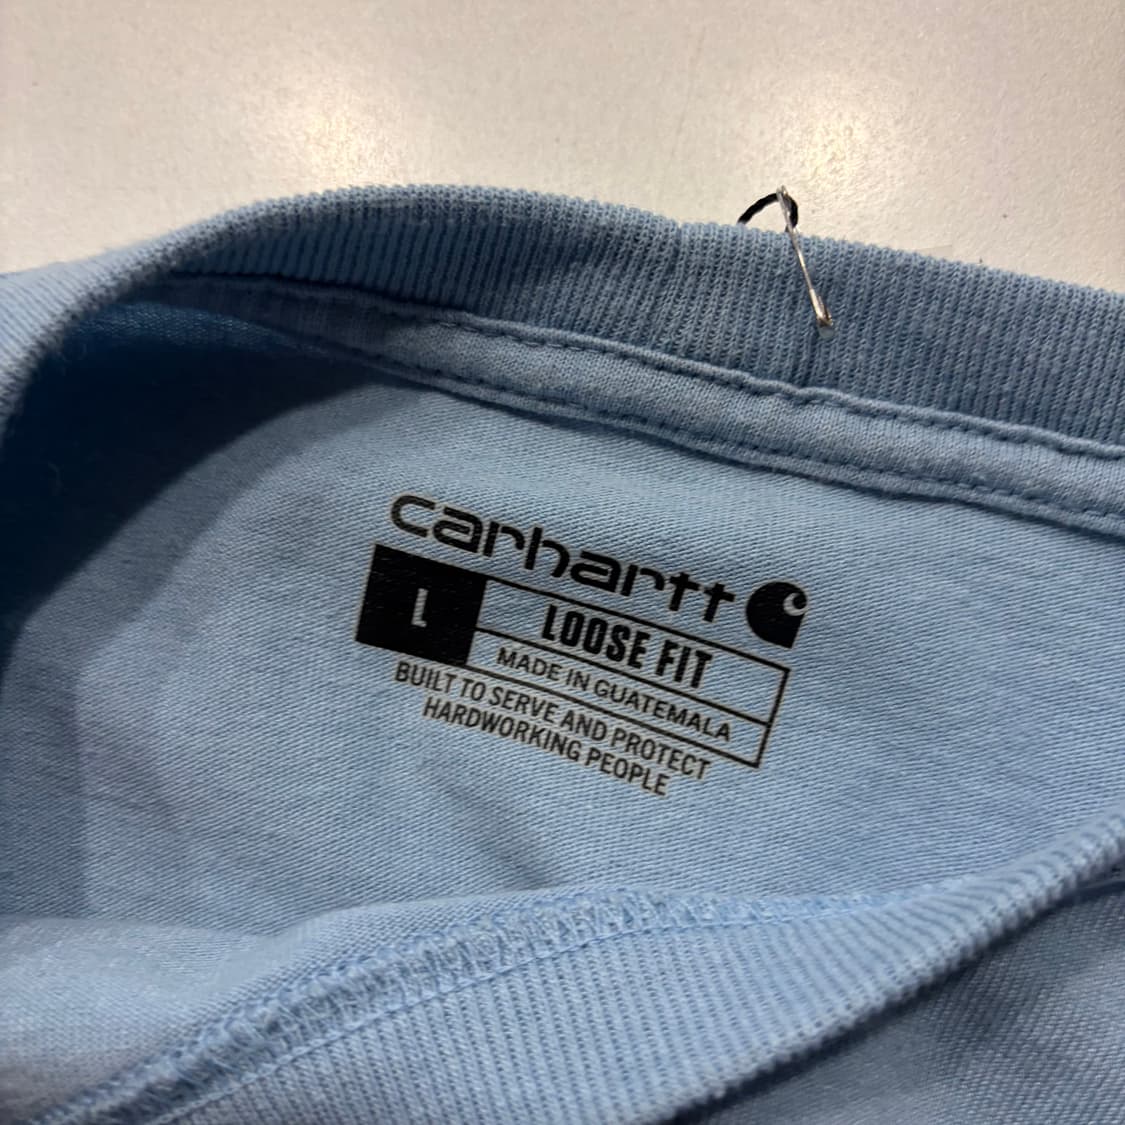 carhartt
L
LOOSE FIT
MADE IN GUATEMALA
BUILT TO SERVE AND PROTECT
HARDWORKING PEOPLE